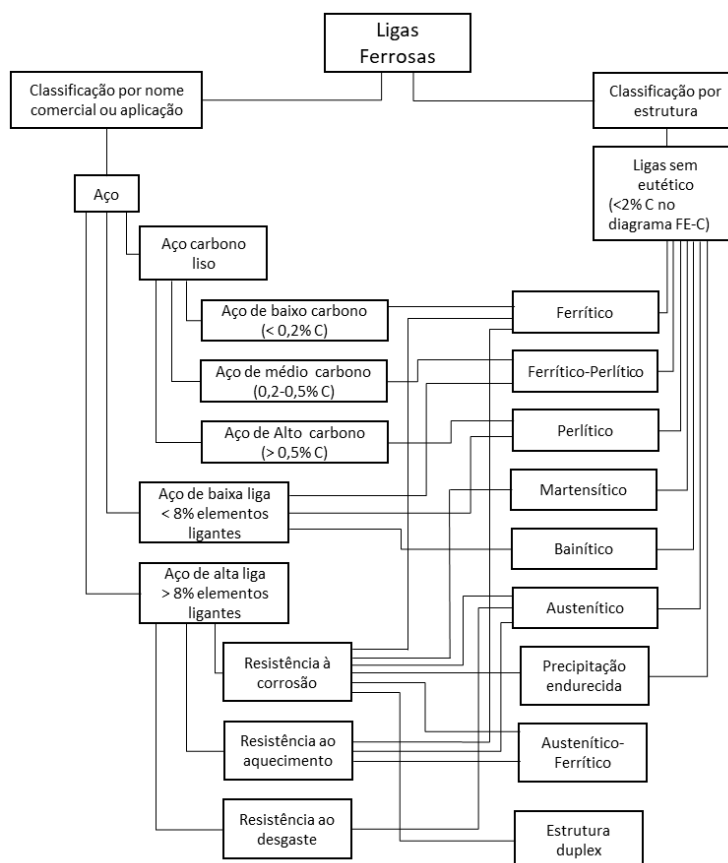 Ligas
Ferrosas
Classificação por nome
comercial ou aplicação
Classificação por
estrutura
Aço
Ligas sem
eutético
(<2% C no
diagrama FE-C)
Aço carbono
liso
Aço de baixo carbono
(< 0,2% C)
Ferrítico
Aço de médio carbono
(0,2-0,5% C)
Ferrítico-Perlítico
Aço de Alto carbono
(> 0,5% C)
Perlítico
Aço de baixa liga
< 8% elementos
ligantes
Martensítico
Bainítico
Aço de alta liga
> 8% elementos
ligantes
Austenítico
Resistência à
corrosão
Precipitação
endurecida
Resistência ao
aquecimento
Austenítico-
Ferrítico
Resistência ao
desgaste
Estrutura
duplex